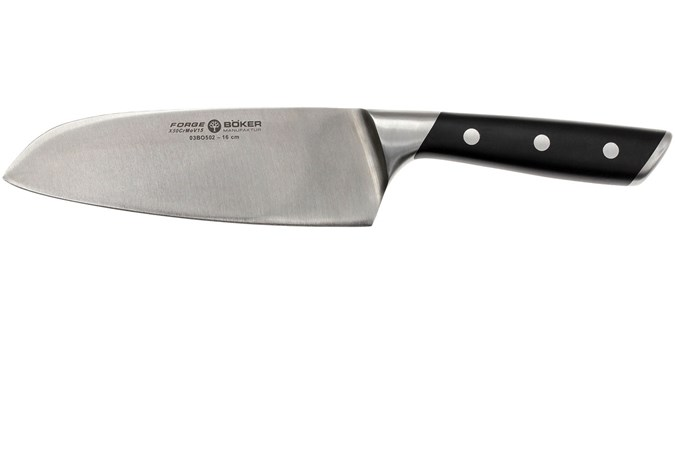 FORGE BÖKER
X30CrMoV15 MANUFAKTUR
03BO502 – 16 cm